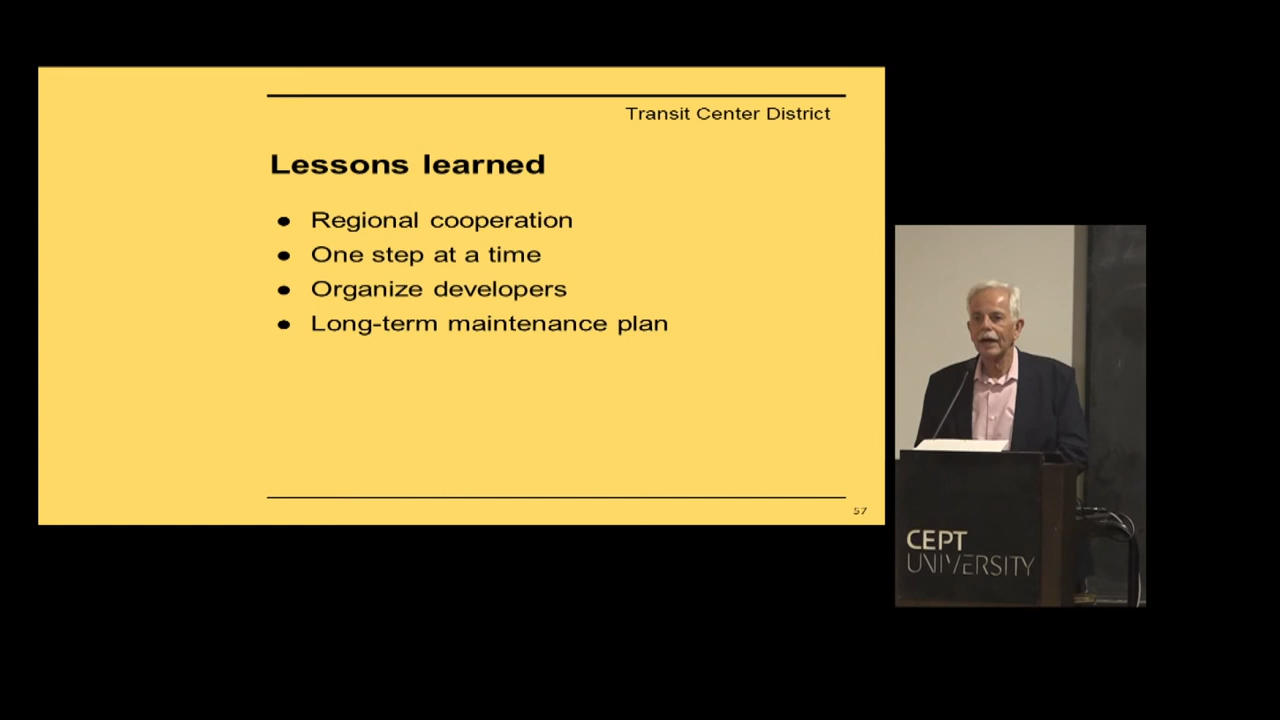 Transit Center District
Lessons learned
● Regional cooperation
● One step at a time
● Organize developers
● Long-term maintenance plan
57
CEPT
UNIVERSITY